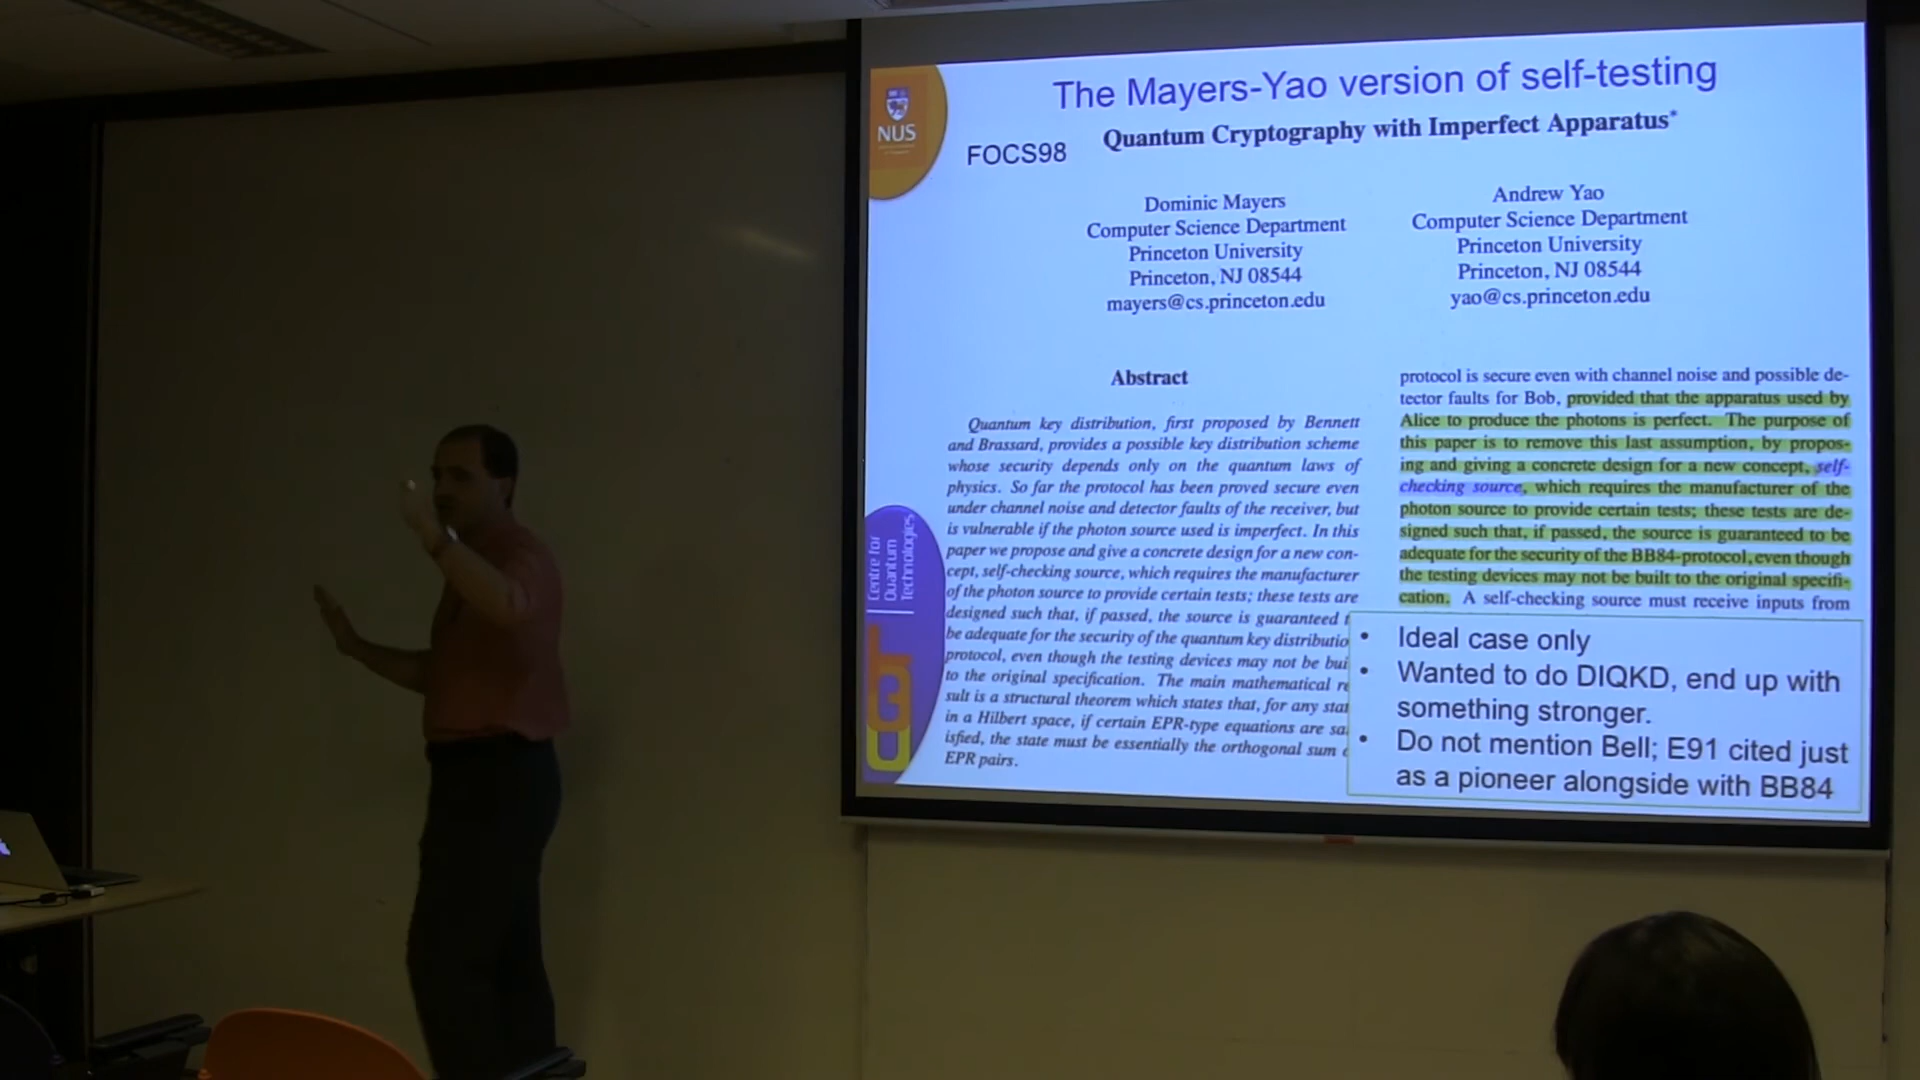 The Mayers-Yao version of self-testing
NUS
FOCS98
Quantum Cryptography with Imperfect Apparatus*
Dominic Mayers
Computer Science Department
Princeton University
Princeton, NJ 08544
mayers@cs.princeton.edu
Andrew Yao
Computer Science Department
Princeton University
Princeton, NJ 08544
yao@cs.princeton.edu
Abstract
Quantum key distribution, first proposed by Bennett
and Brassard, provides a possible key distribution scheme
whose security depends only on the quantum laws of
physics. So far the protocol has been proved secure even
under channel noise and detector faults of the receiver, but
is vulnerable if the photon source used is imperfect. In this
paper we propose and give a concrete design for a new con-
cept, self-checking source, which requires the manufacturer
of the photon source to provide certain tests; these tests are
designed such that, if passed, the source is guaranteed t
be adequate for the security of the quantum key distributio
protocol, even though the testing devices may not be bui
to the original specification. The main mathematical re
sult is a structural theorem which states that, for any stat
in a Hilbert space, if certain EPR-type equations are sa
isfied, the state must be essentially the orthogonal sum o
EPR pairs.
protocol is secure even with channel noise and possible de-
tector faults for Bob, provided that the apparatus used by
Alice to produce the photons is perfect. The purpose of
this paper is to remove this last assumption, by propos-
ing and giving a concrete design for a new concept, self-
checking source, which requires the manufacturer of the
photon source to provide certain tests; these tests are de-
signed such that, if passed, the source is guaranteed to be
adequate for the security of the BB84-protocol, even though
the testing devices may not be built to the original specifi-
cation. A self-checking source must receive inputs from
• Ideal case only
• Wanted to do DIQKD, end up with
something stronger.
• Do not mention Bell; E91 cited just
as a pioneer alongside with BB84
Centre for
Quantum
Technologies